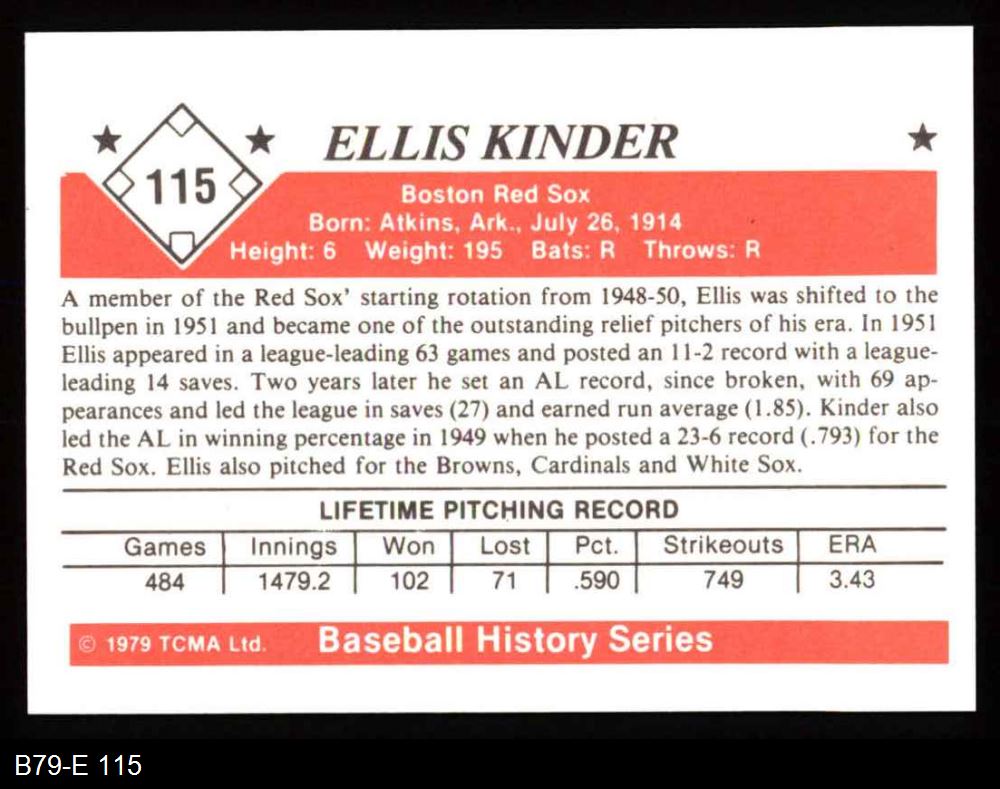 115
ELLIS KINDER
Boston Red Sox
Born: Atkins, Ark., July 26, 1914
Height: 6 Weight: 195 Bats: R Throws: R
A member of the Red Sox' starting rotation from 1948-50, Ellis was shifted to the
bullpen in 1951 and became one of the outstanding relief pitchers of his era. In 1951
Ellis appeared in a league-leading 63 games and posted an 11-2 record with a league-
leading 14 saves. Two years later he set an AL record, since broken, with 69 ap-
pearances and led the league in saves (27) and earned run average (1.85). Kinder also
led the AL in winning percentage in 1949 when he posted a 23-6 record (.793) for the
Red Sox. Ellis also pitched for the Browns, Cardinals and White Sox.
LIFETIME PITCHING RECORD
Games Innings Won Lost Pct. Strikeouts ERA
484 1479.2 102 71 .590 749 3.43
© 1979 TCMA Ltd. Baseball History Series
B79-E 115